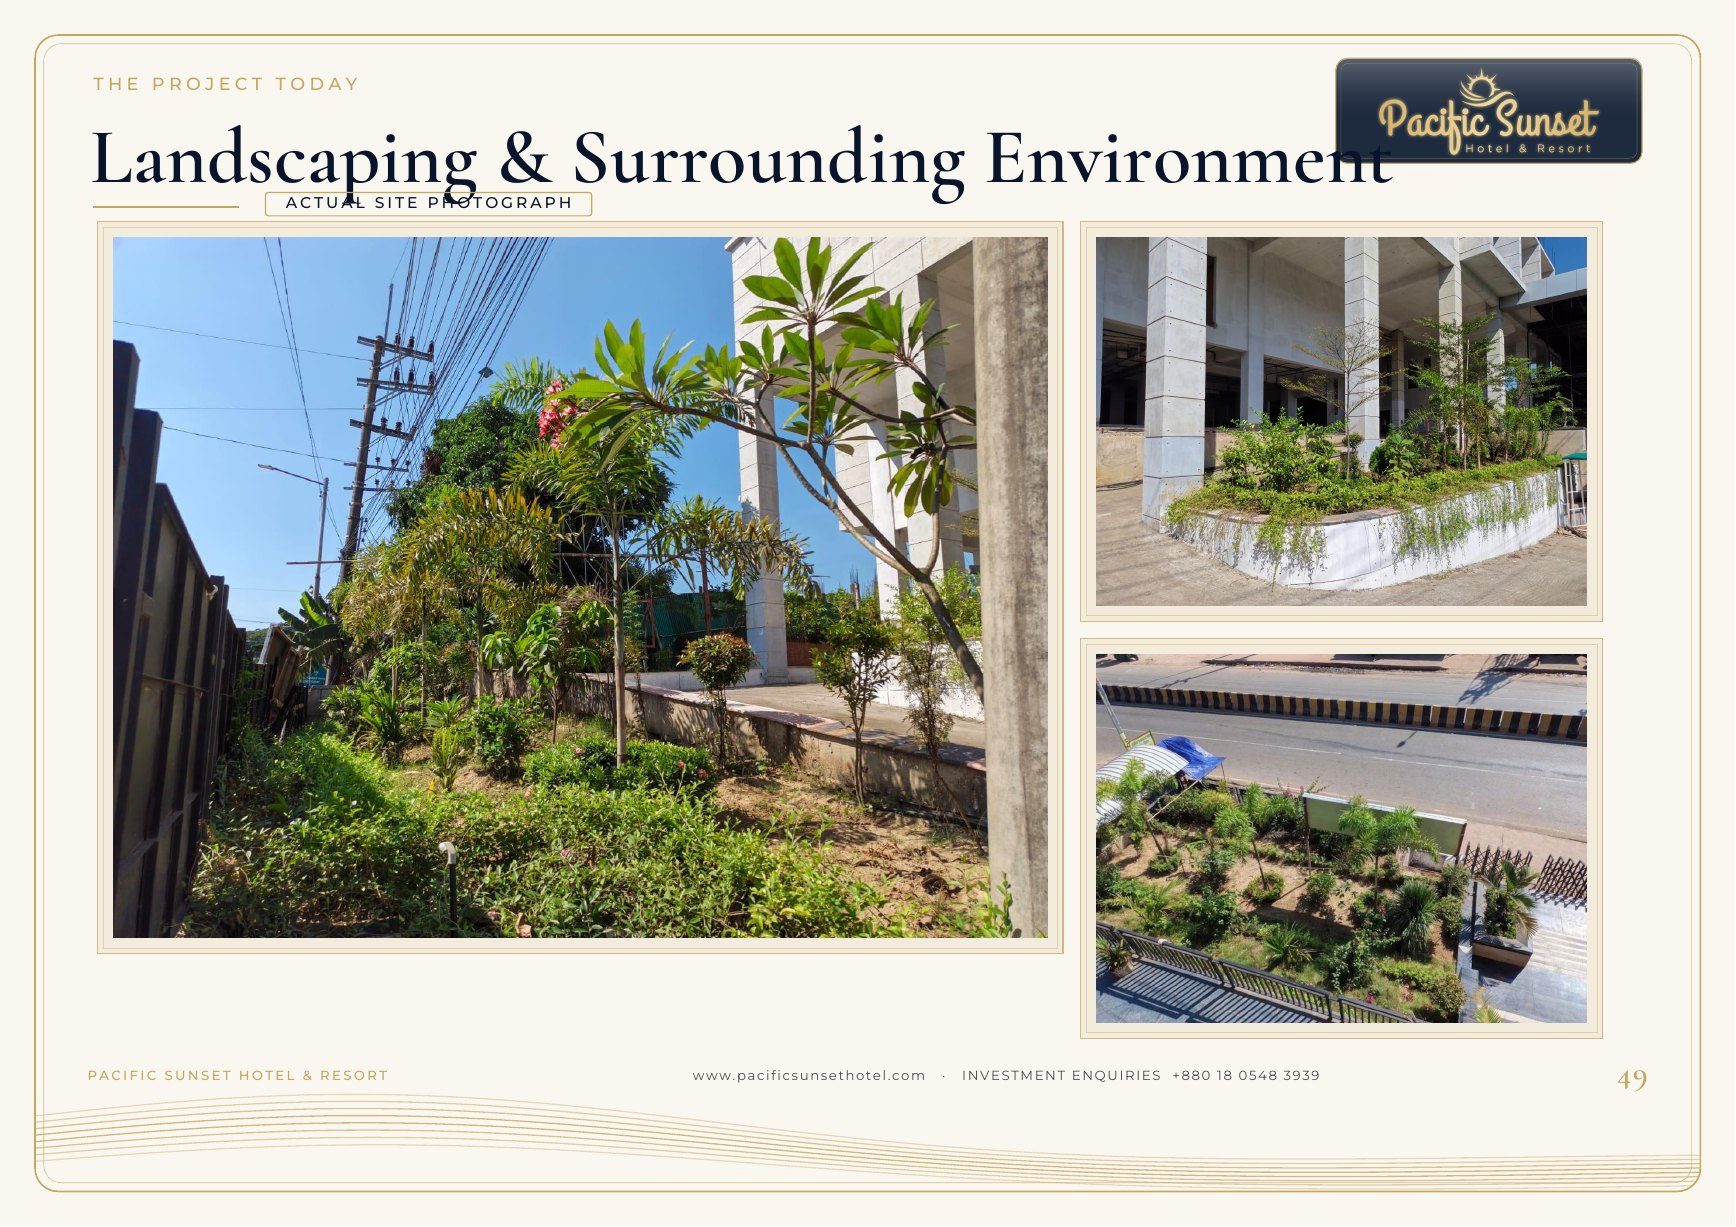 THE PROJECT TODAY
Pacific Sunset
Hotel & Resort
Landscaping & Surrounding Environment
ACTUAL SITE PHOTOGRAPH
PACIFIC SUNSET HOTEL & RESORT
www.pacificsunsethotel.com · INVESTMENT ENQUIRIES +880 18 0548 3939
49